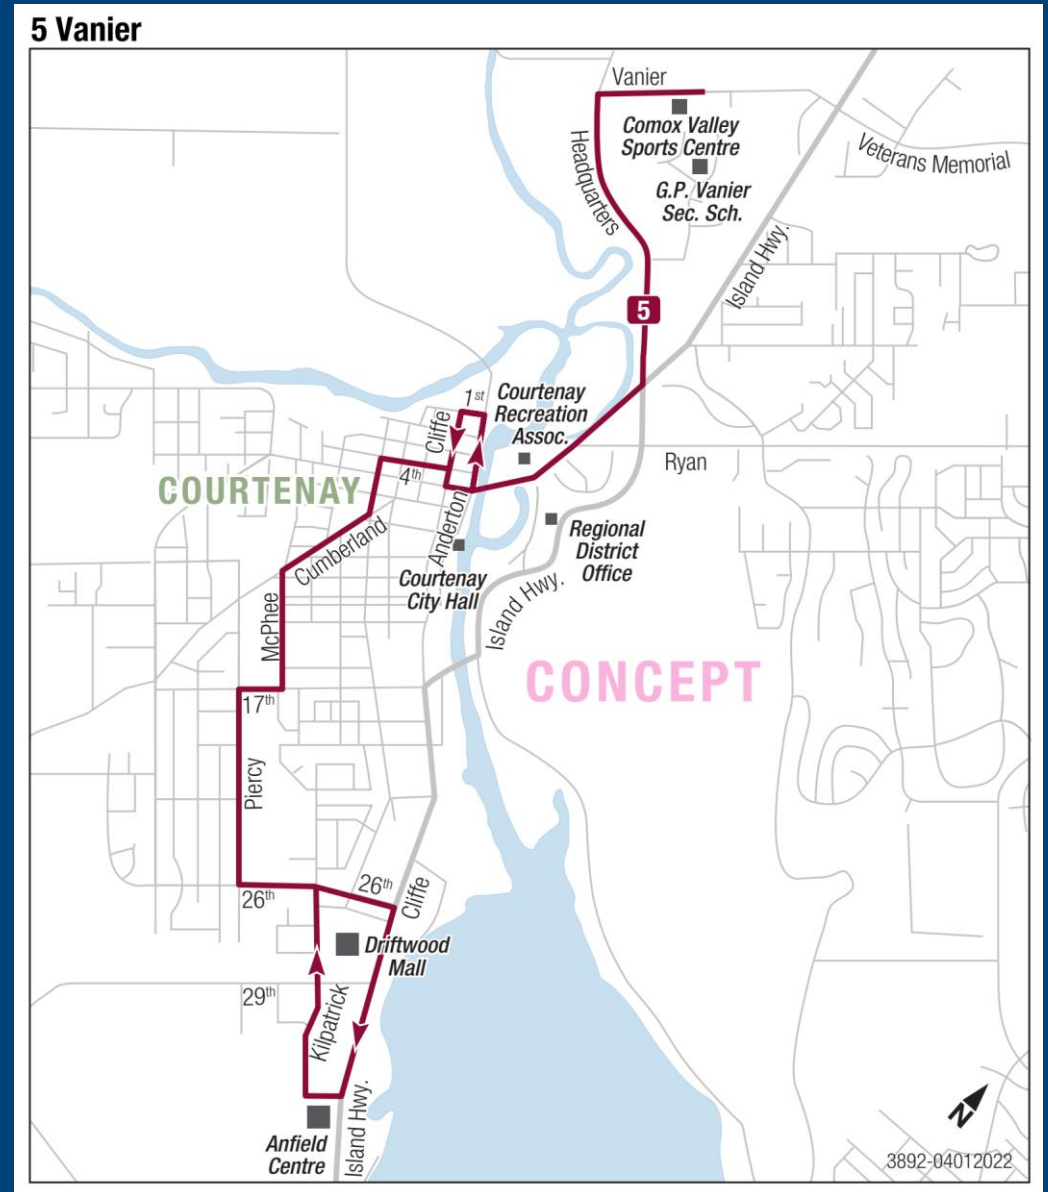 5 Vanier
Vanier
Comox Valley
Sports Centre
Headquarters
G.P. Vanier
Sec. Sch.
Veterans Memorial
Island Hwy.
5
1st
Courtenay
Recreation
Assoc.
Cliffe
4th
Ryan
COURTENAY
Anderton
Cumberland
Regional
District
Office
Courtenay
City Hall
Island Hwy.
McPhee
CONCEPT
17th
Piercy
26th
26th
Cliffe
Driftwood
Mall
29th
Kilpatrick
Island Hwy.
Anfield
Centre
N
3892-04012022